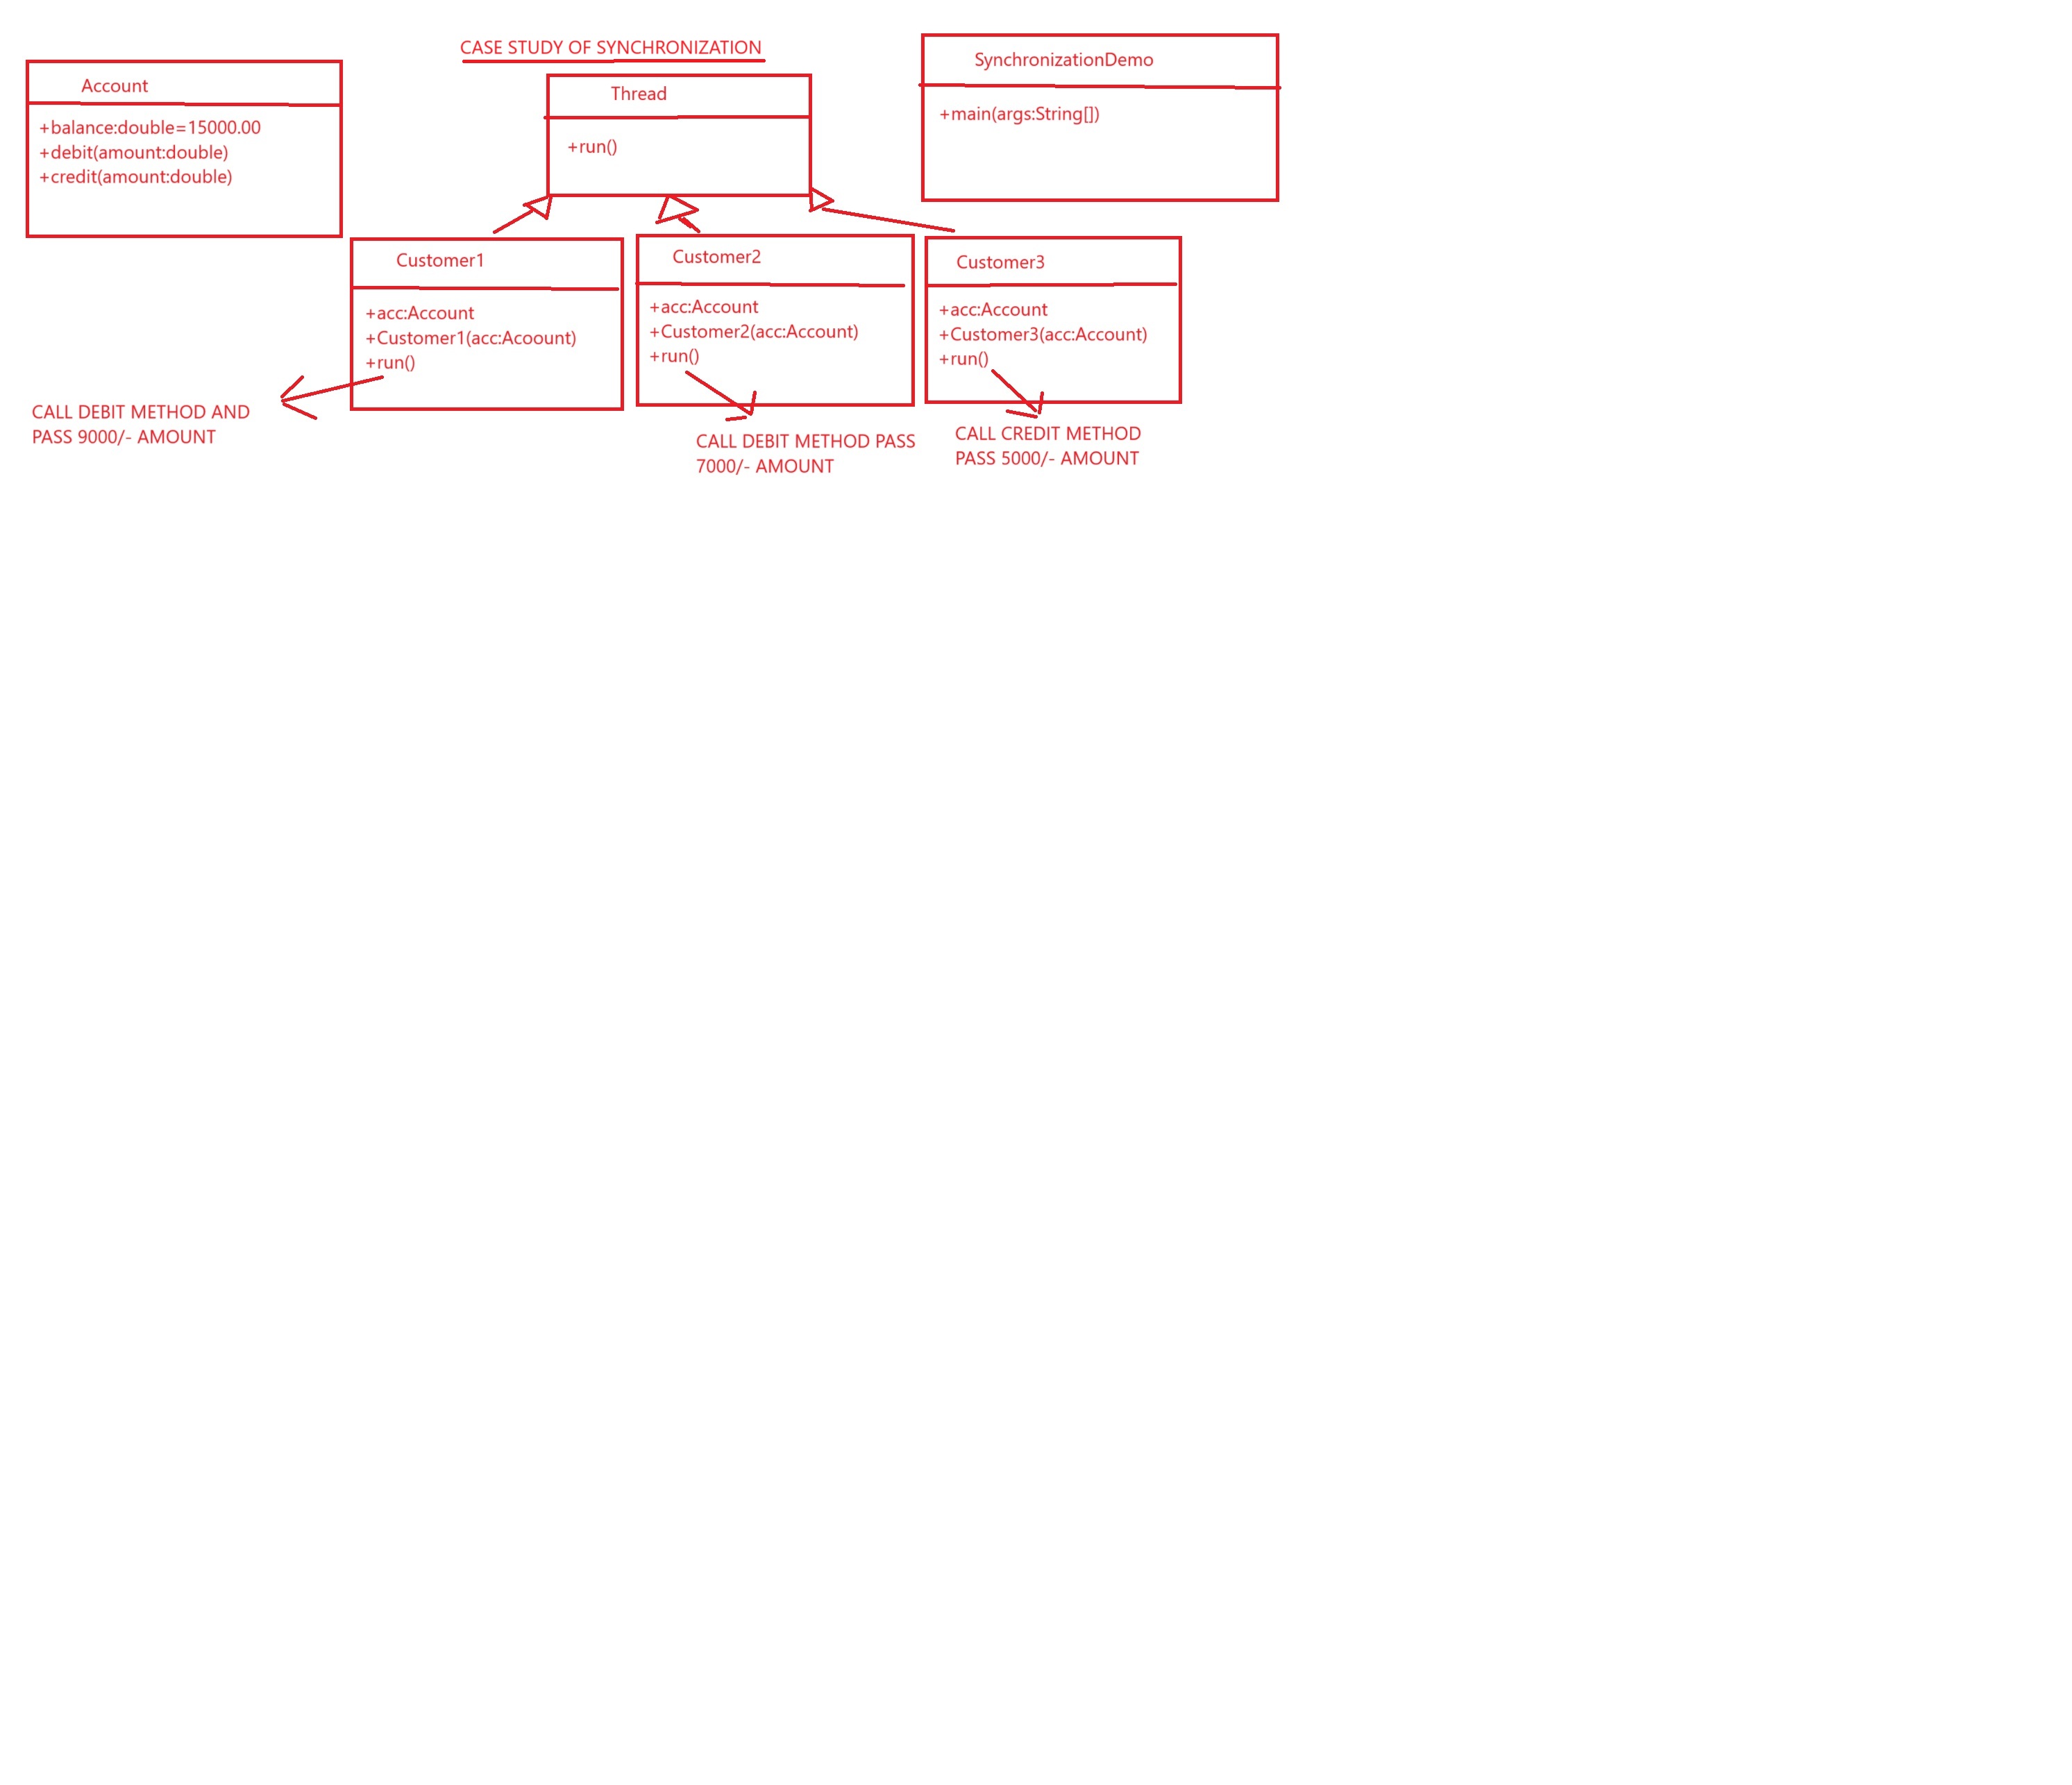 CASE STUDY OF SYNCHRONIZATION
Account
+balance:double=15000.00
+debit(amount:double)
+credit(amount:double)
Thread
+run()
SynchronizationDemo
+main(args:String[])
Customer1
+acc:Account
+Customer1(acc:Acoount)
+run()
CALL DEBIT METHOD AND
PASS 9000/- AMOUNT
Customer2
+acc:Account
+Customer2(acc:Account)
+run()
CALL DEBIT METHOD PASS
7000/- AMOUNT
Customer3
+acc:Account
+Customer3(acc:Account)
+run()
CALL CREDIT METHOD
PASS 5000/- AMOUNT